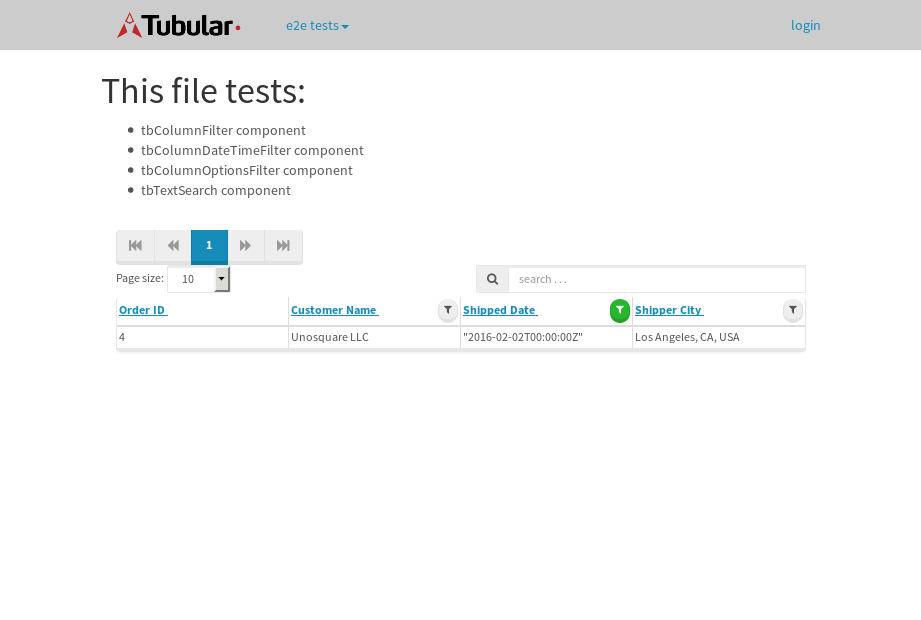 Tubular
e2e tests
login
This file tests:
tbColumnFilter component
tbColumnDateTimeFilter component
tbColumnOptionsFilter component
tbTextSearch component
1
Page size: 10
search . . .
Order ID Customer Name Shipped Date Shipper City
4 Unosquare LLC "2016-02-02T00:00:00Z" Los Angeles, CA, USA